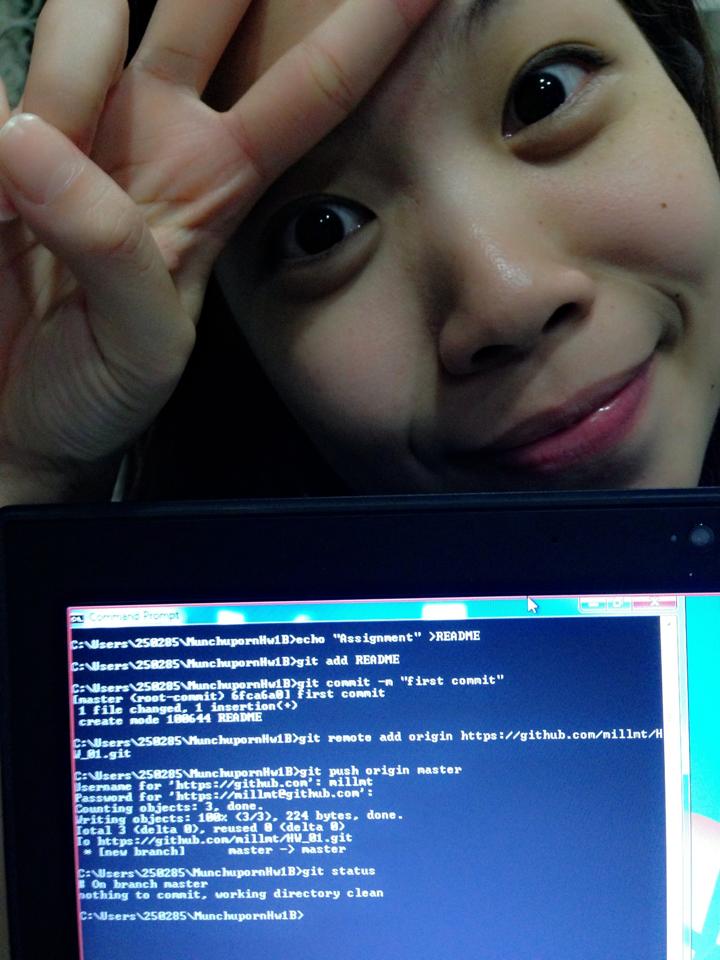 Command Prompt
C:\Users\250285\MunchupornHw1B>echo "Assignment" >README
C:\Users\250285\MunchupornHw1B>git add README
C:\Users\250285\MunchupornHw1B>git commit -m "first commit"
[master (root-commit) 6fca6a0] first commit
1 file changed, 1 insertion(+)
create mode 100644 README
C:\Users\250285\MunchupornHw1B>git remote add origin https://github.com/millmt/H
W_01.git
C:\Users\250285\MunchupornHw1B>git push origin master
Username for 'https://github.com': millmt
Password for 'https://millmt@github.com':
Counting objects: 3, done.
Writing objects: 100% (3/3), 224 bytes, done.
Total 3 (delta 0), reused 0 (delta 0)
To https://github.com/millmt/HW_01.git
* [new branch] master -> master
C:\Users\250285\MunchupornHw1B>git status
# On branch master
nothing to commit, working directory clean
C:\Users\250285\MunchupornHw1B>